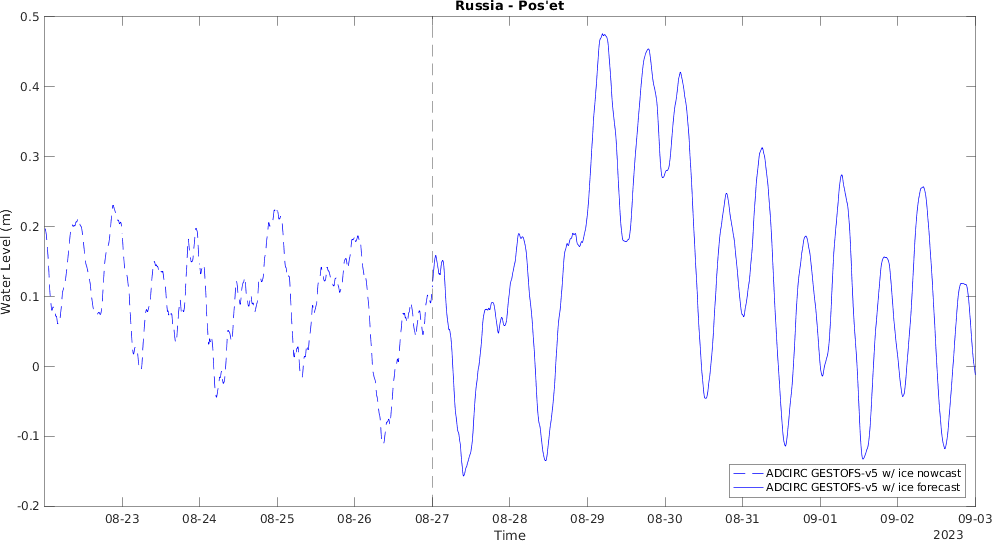 Russia - Pos'et
0.5
0.4
0.3
0.2
0.1
0
-0.1
-0.2
Water Level (m)
ADCIRC GESTOFS-v5 w/ ice nowcast
ADCIRC GESTOFS-v5 w/ ice forecast
08-23 08-24 08-25 08-26 08-27 08-28 08-29 08-30 08-31 09-01 09-02 09-03
Time
2023